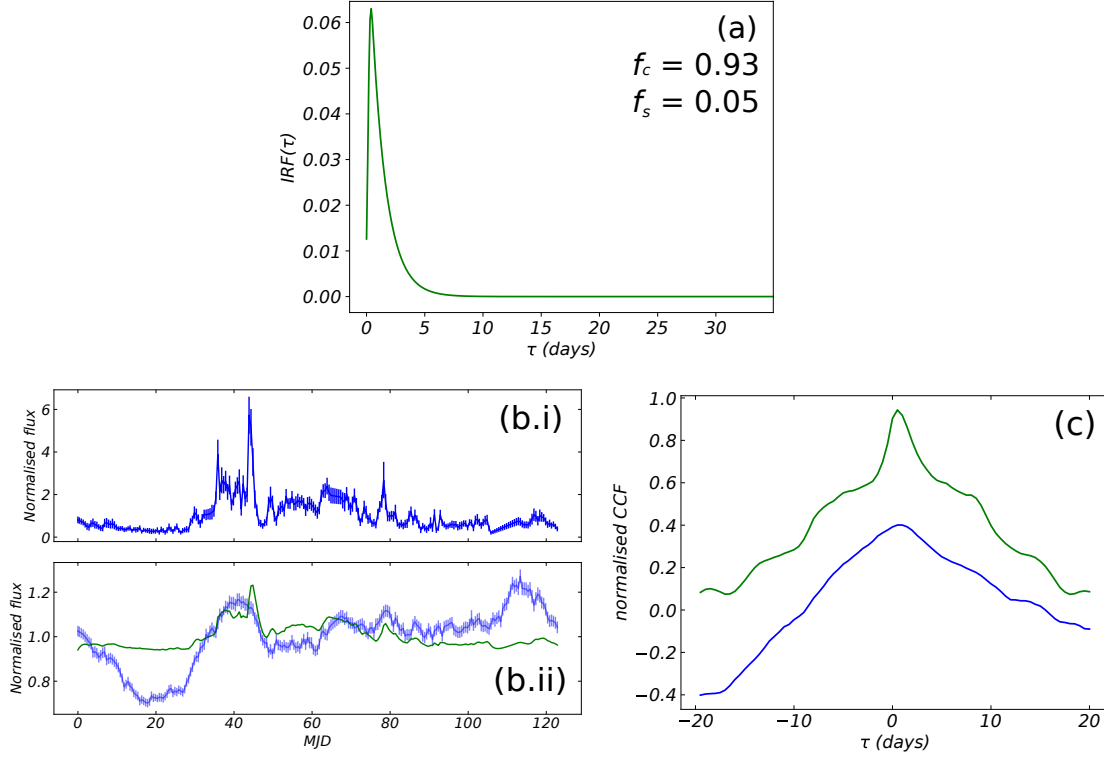 (a)
f_c = 0.93
f_s = 0.05
IRF(τ)
0.06
0.05
0.04
0.03
0.02
0.01
0.00
0 5 10 15 20 25 30
τ (days)
(b.i)
Normalised flux
6
4
2
0
(b.ii)
Normalised flux
1.2
1.0
0.8
0 20 40 60 80 100 120
MJD
(c)
normalised CCF
1.0
0.8
0.6
0.4
0.2
0.0
−0.2
−0.4
−20 −10 0 10 20
τ (days)